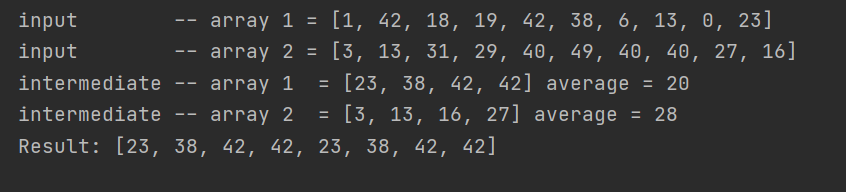 input        -- array 1 = [1, 42, 18, 19, 42, 38, 6, 13, 0, 23]
input        -- array 2 = [3, 13, 31, 29, 40, 49, 40, 40, 27, 16]
intermediate -- array 1  = [23, 38, 42, 42] average = 20
intermediate -- array 2  = [3, 13, 16, 27] average = 28
Result: [23, 38, 42, 42, 23, 38, 42, 42]